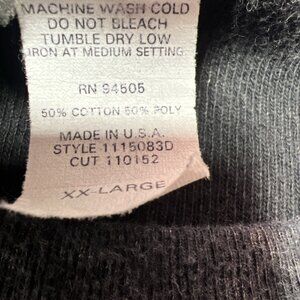 MACHINE WASH COLD
DO NOT BLEACH
TUMBLE DRY LOW
IRON AT MEDIUM SETTING
RN 94505
50% COTTON 50% POLY
MADE IN U.S.A.
STYLE 1115083D
CUT 110152
XX-LARGE